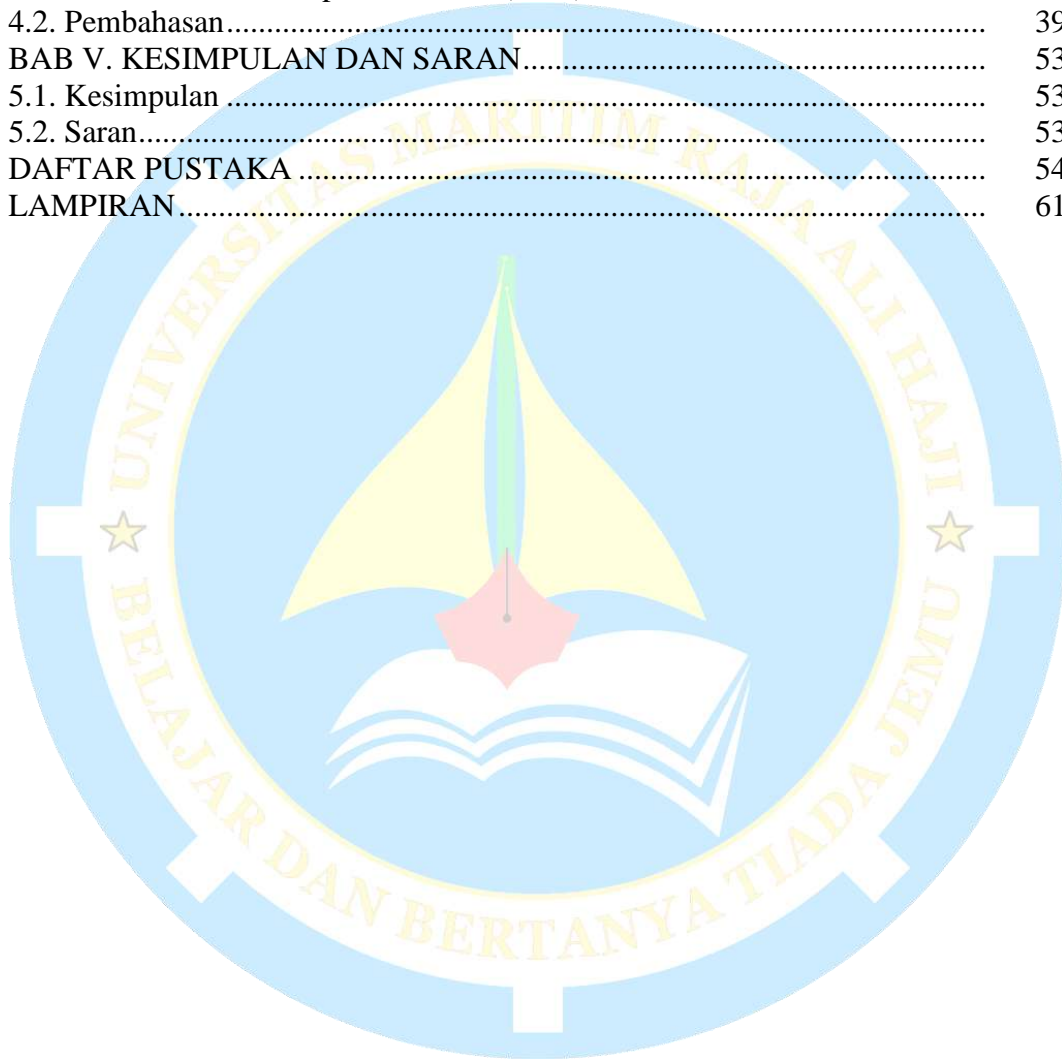 4.2. Pembahasan................................................................................................ 39
BAB V. KESIMPULAN DAN SARAN................................................................ 53
5.1. Kesimpulan ................................................................................................ 53
5.2. Saran........................................................................................................... 53
DAFTAR PUSTAKA ......................................................................................... 54
LAMPIRAN....................................................................................................... 61
UNIVERSITAS MARITIM RAJA ALI HAJI
BELAJAR DAN BERTANYA TIADA JEMU